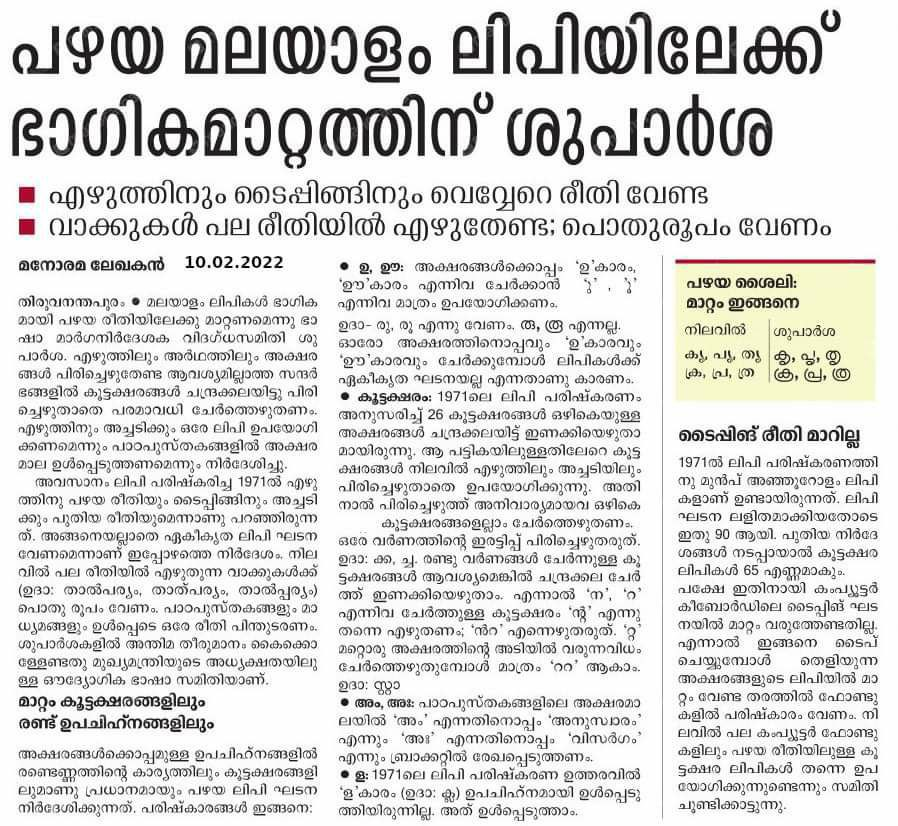 പഴയ മലയാളം ലിപിയിലേക്ക്
ഭാഗികമാറ്റത്തിന് ശുപാർശ
എഴുത്തിനും ടൈപ്പിങ്ങിനും വെവ്വേറെ രീതി വേണ്ട
വാക്കുകൾ പല രീതിയിൽ എഴുതേണ്ട; പൊതുരൂപം വേണം
മനോരമ ലേഖകൻ 10.02.2022
തിരുവനന്തപുരം ● മലയാളം ലിപികൾ ഭാഗിക
മായി പഴയ രീതിയിലേക്കു മാറ്റണമെന്നു ഭാ
ഷാ മാർഗനിർദേശക വിദഗ്ധസമിതി ശു
പാർശ. എഴുത്തിലും അർഥത്തിലും അക്ഷര
ങ്ങൾ പിരിച്ചെഴുതേണ്ട ആവശ്യമില്ലാത്ത സന്ദർ
ഭങ്ങളിൽ കൂട്ടക്ഷരങ്ങൾ ചന്ദ്രക്കലയിട്ടു പിരി
ച്ചെഴുതാതെ പരമാവധി ചേർത്തെഴുതണം.
എഴുത്തിനും അച്ചടിക്കും ഒരേ ലിപി ഉപയോഗി
ക്കണമെന്നും പാഠപുസ്തകങ്ങളിൽ അക്ഷര
മാല ഉൾപ്പെടുത്തണമെന്നും നിർദേശിച്ചു.
അവസാനം ലിപി പരിഷ്കരിച്ച 1971ൽ എഴു
ത്തിനു പഴയ രീതിയും ടൈപ്പിങ്ങിനും അച്ചടി
ക്കും പുതിയ രീതിയുമെന്നാണു പറഞ്ഞിരുന്ന
ത്. അങ്ങനെയല്ലാതെ ഏകീകൃത ലിപി ഘടന
വേണമെന്നാണ് ഇപ്പോഴത്തെ നിർദേശം. നില
വിൽ പല രീതിയിൽ എഴുതുന്ന വാക്കുകൾക്ക്
(ഉദാ: താൽപര്യം, താത്പര്യം, താൽപ്പര്യം)
പൊതു രൂപം വേണം. പാഠപുസ്തകങ്ങളും മാ
ധ്യമങ്ങളും ഉൾപ്പെടെ ഒരേ രീതി പിന്തുടരണം.
ശുപാർശകളിൽ അന്തിമ തീരുമാനം കൈക്കൊ
ള്ളേണ്ടതു മുഖ്യമന്ത്രിയുടെ അധ്യക്ഷതയിലു
ള്ള ഔദ്യോഗിക ഭാഷാ സമിതിയാണ്.
മാറ്റം കൂട്ടക്ഷരങ്ങളിലും
രണ്ട് ഉപചിഹ്നങ്ങളിലും
അക്ഷരങ്ങൾക്കൊപ്പമുള്ള ഉപചിഹ്നങ്ങളിൽ
രണ്ടെണ്ണത്തിന്റെ കാര്യത്തിലും കൂട്ടക്ഷരങ്ങളി
ലുമാണു പ്രധാനമായും പഴയ ലിപി ഘടന
നിർദേശിക്കുന്നത്. പരിഷ്കാരങ്ങൾ ഇങ്ങനെ:
● ഉ, ഊ: അക്ഷരങ്ങൾക്കൊപ്പം ‘ഉ’കാരം,
‘ഊ’കാരം എന്നിവ ചേർക്കാൻ ‘ു’ , ‘ൂ’
എന്നിവ മാത്രം ഉപയോഗിക്കണം.
ഉദാ– രു, രൂ എന്നു വേണം. രു, രൂ എന്നല്ല.
ഓരോ അക്ഷരത്തിനൊപ്പവും ‘ഉ’കാരവും
‘ഊ’കാരവും ചേർക്കുമ്പോൾ ലിപികൾക്ക്
ഏകീകൃത ഘടനയല്ല എന്നതാണു കാരണം.
● കൂട്ടക്ഷരം: 1971ലെ ലിപി പരിഷ്കരണം
അനുസരിച്ച് 26 കൂട്ടക്ഷരങ്ങൾ ഒഴികെയുള്ള
അക്ഷരങ്ങൾ ചന്ദ്രക്കലയിട്ട് ഇണക്കിയെഴുതാ
മായിരുന്നു. ആ പട്ടികയിലുള്ളതിലേറെ കൂട്ട
ക്ഷരങ്ങൾ നിലവിൽ എഴുത്തിലും അച്ചടിയിലും
പിരിച്ചെഴുതാതെ ഉപയോഗിക്കുന്നു. അതി
നാൽ പിരിച്ചെഴുത്ത് അനിവാര്യമായവ ഒഴികെ
കൂട്ടക്ഷരങ്ങളെല്ലാം ചേർത്തെഴുതണം.
ഒരേ വർണത്തിന്റെ ഇരട്ടിപ്പ് പിരിച്ചെഴുതരുത്.
ഉദാ: ക്ക, ച്ച. രണ്ടു വർണങ്ങൾ ചേർന്നുള്ള കൂ
ട്ടക്ഷരങ്ങൾ ആവശ്യമെങ്കിൽ ചന്ദ്രക്കല ചേർ
ത്ത് ഇണക്കിയെഴുതാം. എന്നാൽ ‘ന’, ‘റ’
എന്നിവ ചേർത്തുള്ള കൂട്ടക്ഷരം ‘ന്റ’ എന്നു
തന്നെ എഴുതണം; ‘ൻറ’ എന്നെഴുതരുത്. ‘റ്റ’
മറ്റൊരു അക്ഷരത്തിന്റെ അടിയിൽ വരുന്നവിധം
ചേർത്തെഴുതുമ്പോൾ മാത്രം ‘ററ’ ആകാം.
ഉദാ: സ്റ്റാ
● അം, അഃ: പാഠപുസ്തകങ്ങളിലെ അക്ഷരമാ
ലയിൽ ‘അം’ എന്നതിനൊപ്പം ‘അനുസ്വാരം’
എന്നും ‘അഃ’ എന്നതിനൊപ്പം ‘വിസർഗം’
എന്നും ബ്രാക്കറ്റിൽ രേഖപ്പെടുത്തണം.
● ള: 1971ലെ ലിപി പരിഷ്കരണ ഉത്തരവിൽ
‘ള’കാരം (ഉദാ: ക്ല) ഉപചിഹ്നമായി ഉൾപ്പെടു
ത്തിയിരുന്നില്ല. അത് ഉൾപ്പെടുത്താം.
പഴയ ശൈലി:
മാറ്റം ഇങ്ങനെ
നിലവിൽ ശുപാർശ
കൃ, പൃ, തൃ കൃ, പൃ, തൃ
ക്ര, പ്ര, ത്ര ക്ര, പ്ര, ത്ര
ടൈപ്പിങ് രീതി മാറില്ല
1971ൽ ലിപി പരിഷ്കരണത്തി
നു മുൻപ് അഞ്ഞൂറോളം ലിപി
കളാണ് ഉണ്ടായിരുന്നത്. ലിപി
ഘടന ലളിതമാക്കിയതോടെ
ഇതു 90 ആയി. പുതിയ നിർദേ
ശങ്ങൾ നടപ്പായാൽ കൂട്ടക്ഷര
ലിപികൾ 65 എണ്ണമാകും.
പക്ഷേ ഇതിനായി കംപ്യൂട്ടർ
കീബോർഡിലെ ടൈപ്പിങ് ഘട
നയിൽ മാറ്റം വരുത്തേണ്ടതില്ല.
എന്നാൽ ഇങ്ങനെ ടൈപ്
ചെയ്യുമ്പോൾ തെളിയുന്ന
അക്ഷരങ്ങളുടെ ലിപിയിൽ മാ
റ്റം വേണ്ട തരത്തിൽ ഫോണ്ടു
കളിൽ പരിഷ്കാരം വേണം. നി
ലവിൽ പല കംപ്യൂട്ടർ ഫോണ്ടു
കളിലും പഴയ രീതിയിലുള്ള കൂ
ട്ടക്ഷര ലിപികൾ തന്നെ ഉപ
യോഗിക്കുന്നുണ്ടെന്നും സമിതി
ചൂണ്ടിക്കാട്ടുന്നു.